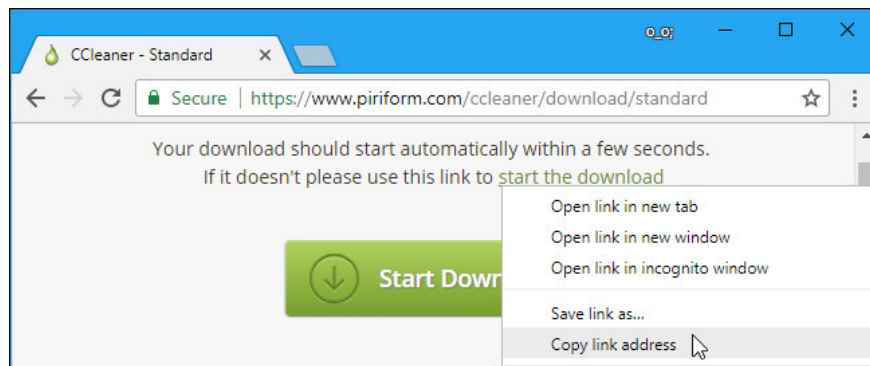 o_o;
CCleaner - Standard
Secure | https://www.piriform.com/ccleaner/download/standard
Your download should start automatically within a few seconds.
If it doesn't please use this link to start the download
Open link in new tab
Open link in new window
Open link in incognito window
Start Down
Save link as...
Copy link address